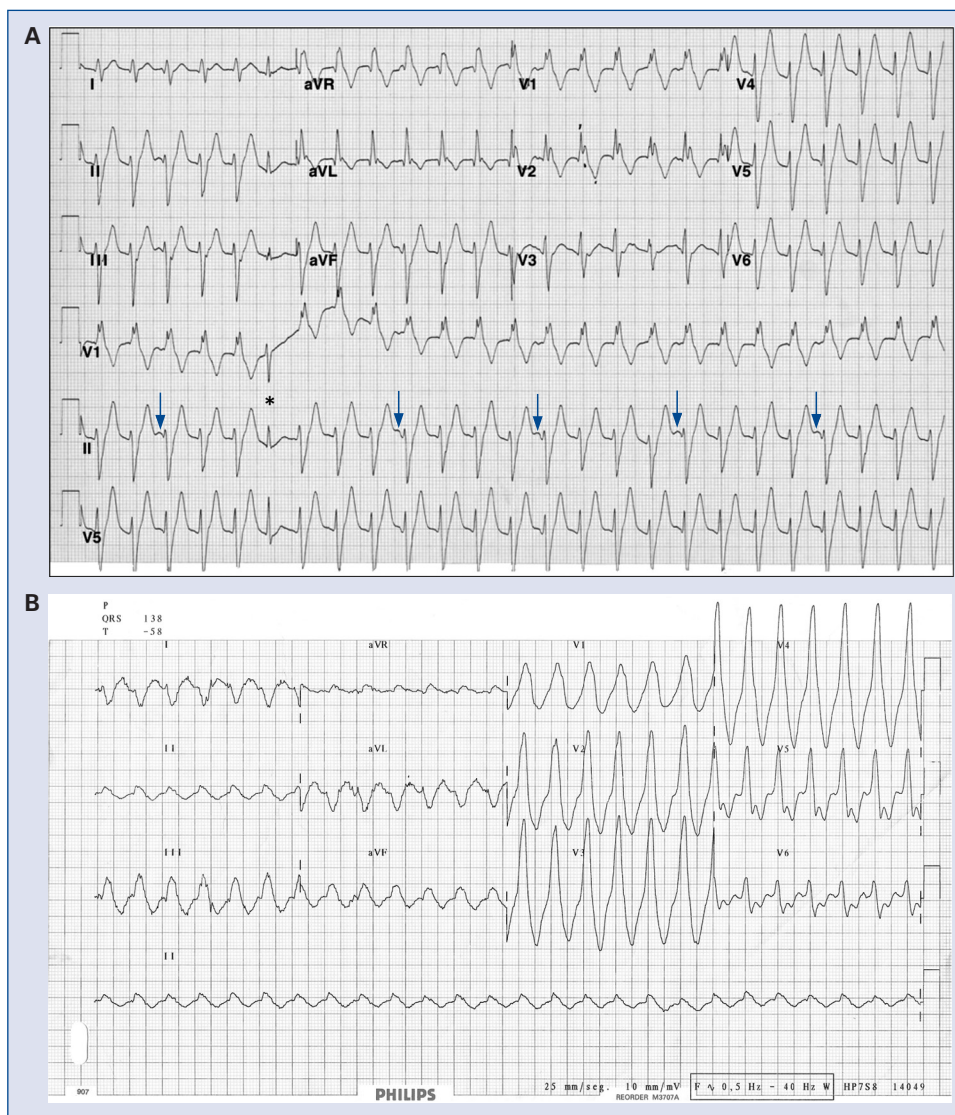 A
I aVR V1 V4
II aVL V2 V5
III aVF V3 V6
V1
*
II
V5
B
P
QRS 138
T -58
I aVR V1 V4
II aVL V2 V5
III aVF V3 V6
II
907 PHILIPS 25 mm/seg. 10 mm/mV F ∿ 0,5 Hz - 40 Hz W HP7S8 14049
REORDER M3707A